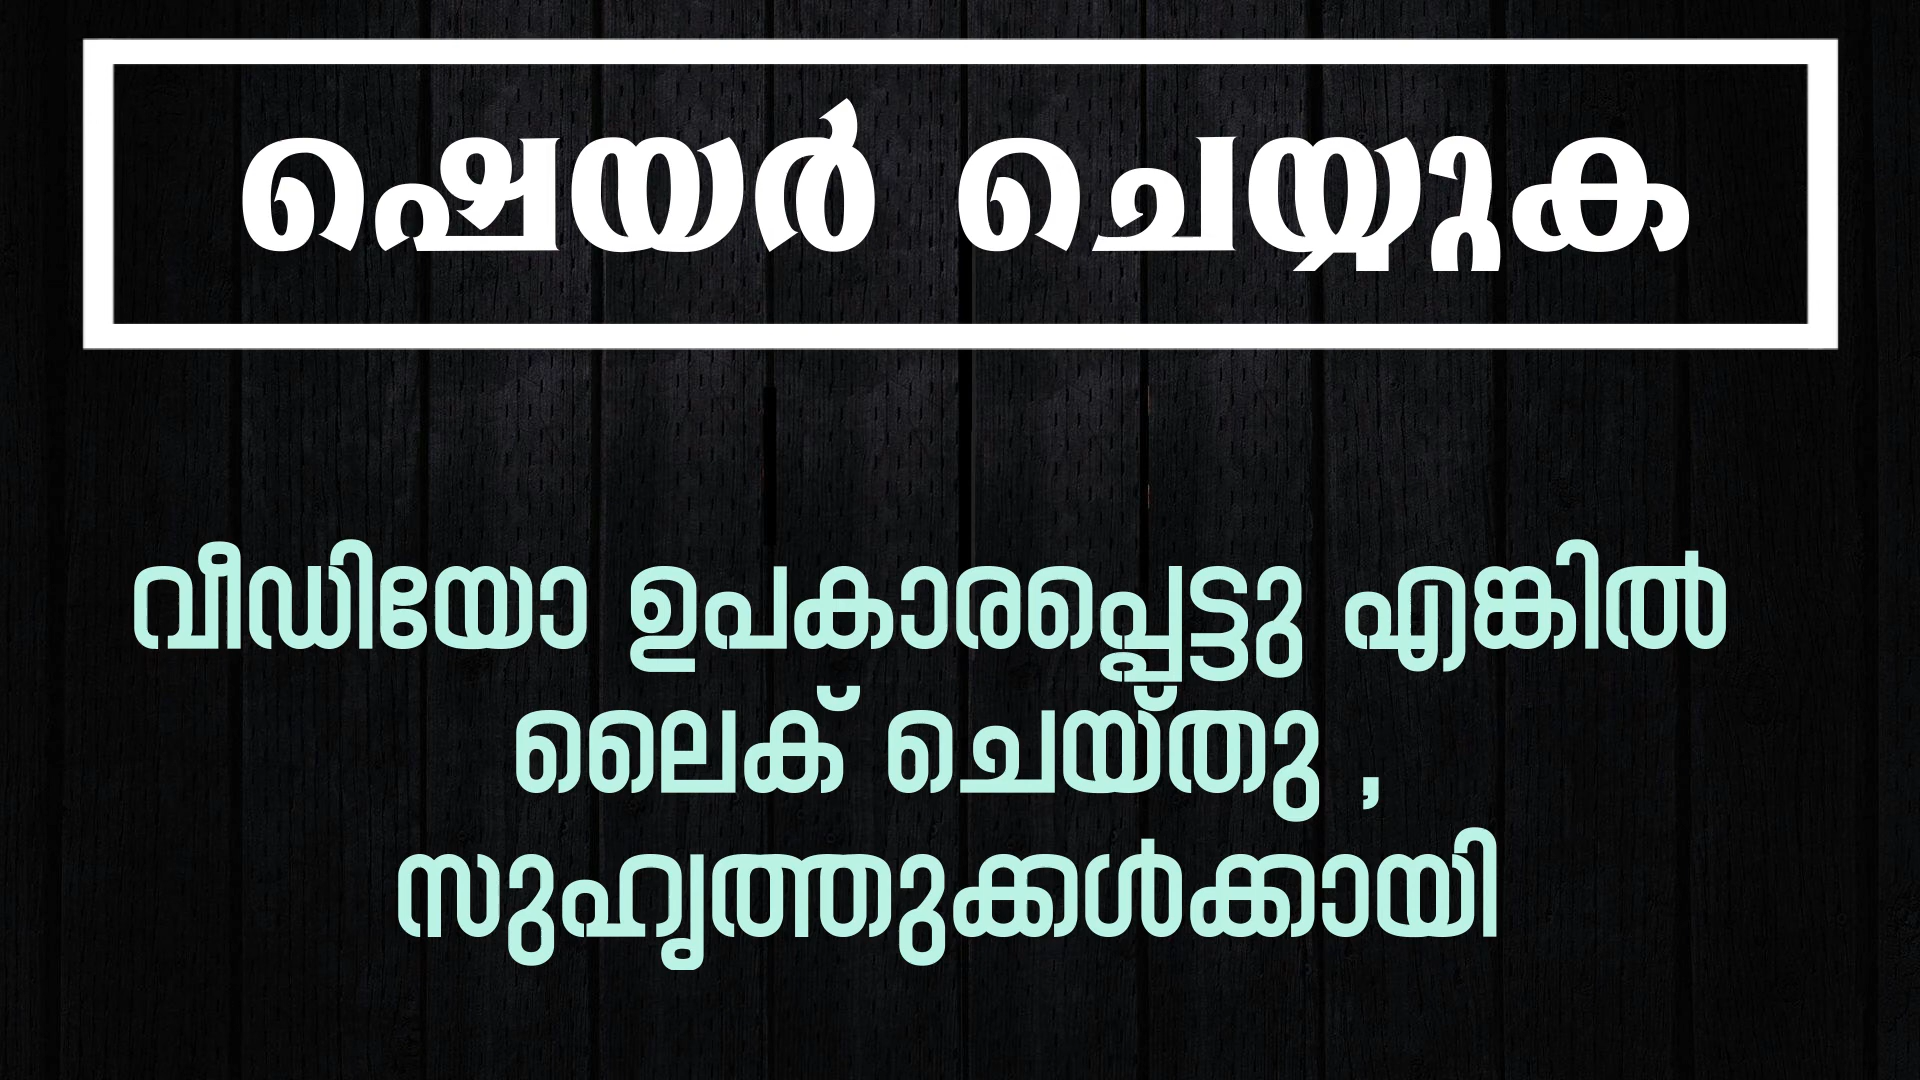 ഷെയർ ചെയ്യുക
വീഡിയോ ഉപകാരപ്പെട്ടു എങ്കിൽ
ലൈക് ചെയ്തു ,
സുഹൃത്തുക്കൾക്കായി